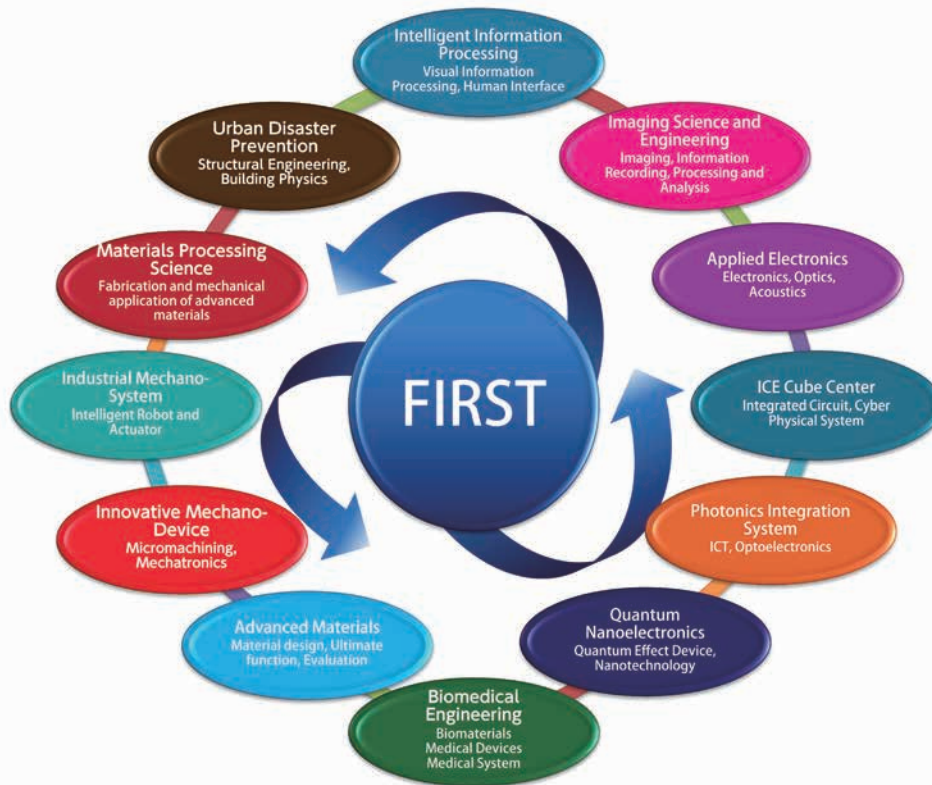 Intelligent Information
Processing
Visual Information
Processing, Human Interface
Imaging Science and
Engineering
Imaging, Information
Recording, Processing and
Analysis
Applied Electronics
Electronics, Optics,
Acoustics
ICE Cube Center
Integrated Circuit, Cyber
Physical System
Photonics Integration
System
ICT, Optoelectronics
Quantum
Nanoelectronics
Quantum Effect Device,
Nanotechnology
Biomedical
Engineering
Biomaterials
Medical Devices
Medical System
Advanced Materials
Material design, Ultimate
function, Evaluation
Innovative Mechano-
Device
Micromachining,
Mechatronics
Industrial Mechano-
System
Intelligent Robot and
Actuator
Materials Processing
Science
Fabrication and mechanical
application of advanced
materials
Urban Disaster
Prevention
Structural Engineering,
Building Physics
FIRST